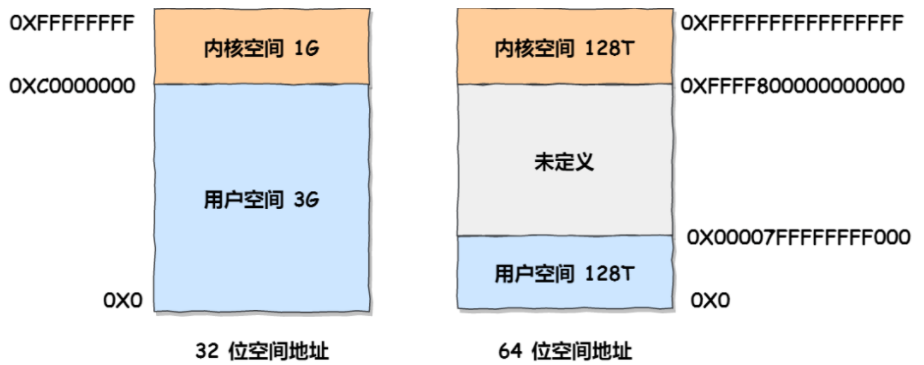 0XFFFFFFFF
内核空间 1G
0XC0000000
用户空间 3G
0X0
32 位空间地址
内核空间 128T
0XFFFFFFFFFFFFFFFF
0XFFFF800000000000
未定义
0X00007FFFFFFFF000
用户空间 128T
0X0
64 位空间地址